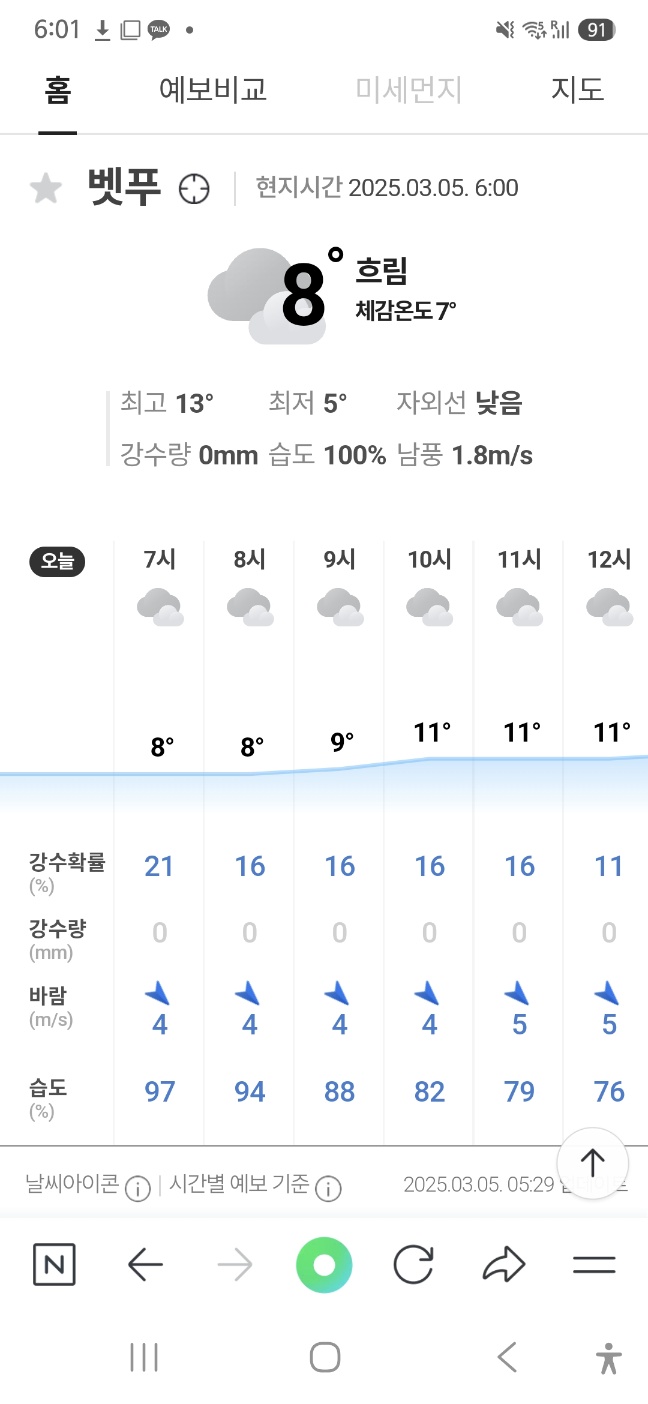 6:01 TALK R 91
홈 예보비교 미세먼지 지도
벳푸 현지시간 2025.03.05. 6:00
8° 흐림
체감온도 7°
최고 13° 최저 5° 자외선 낮음
강수량 0mm 습도 100% 남풍 1.8m/s
오늘 7시 8시 9시 10시 11시 12시
8° 8° 9° 11° 11° 11°
강수확률 21 16 16 16 16 11
(%)
강수량 0 0 0 0 0 0
(mm)
바람
(m/s) 4 4 4 4 5 5
습도 97 94 88 82 79 76
(%)
날씨아이콘 시간별 예보 기준 2025.03.05. 05:29
N